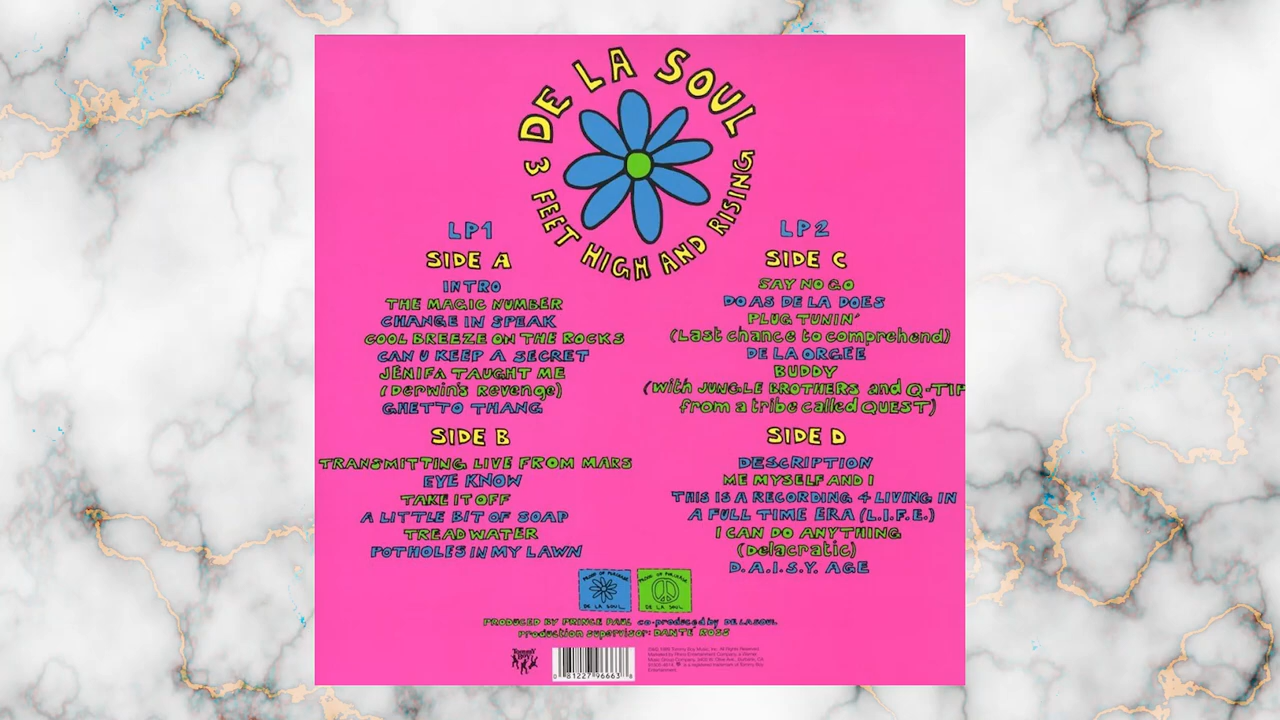 DE LA SOUL
3 FEET HIGH AND RISING
LP1
SIDE A
INTRO
THE MAGIC NUMBER
CHANGE IN SPEAK
COOL BREEZE ON THE ROCKS
CAN U KEEP A SECRET
JENIFA TAUGHT ME
(Derwin's Revenge)
GHETTO THANG
SIDE B
TRANSMITTING LIVE FROM MARS
EYE KNOW
TAKE IT OFF
A LITTLE BIT OF SOAP
TREAD WATER
POTHOLES IN MY LAWN
LP2
SIDE C
SAY NO GO
DO AS DE LA DOES
PLUG TUNIN'
(Last chance to comprehend)
DE LA ORGEE
BUDDY
(with JUNGLE BROTHERS and Q-TIP
from a tribe called QUEST)
SIDE D
DESCRIPTION
ME MYSELF AND I
THIS IS A RECORDING 4 LIVING IN
A FULL TIME ERA (L.I.F.E.)
I CAN DO ANYTHING
(Delacratic)
D.A.I.S.Y. AGE
DE LA SOUL
DE LA SOUL
PRODUCED BY PRINCE PAUL co-produced by DE LA SOUL
Production supervisor: DANTE ROSS
Tommy Boy
0 81227 96663 6